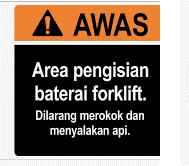 AWAS
Area pengisian
baterai forklift.
Dilarang merokok dan
menyalakan api.